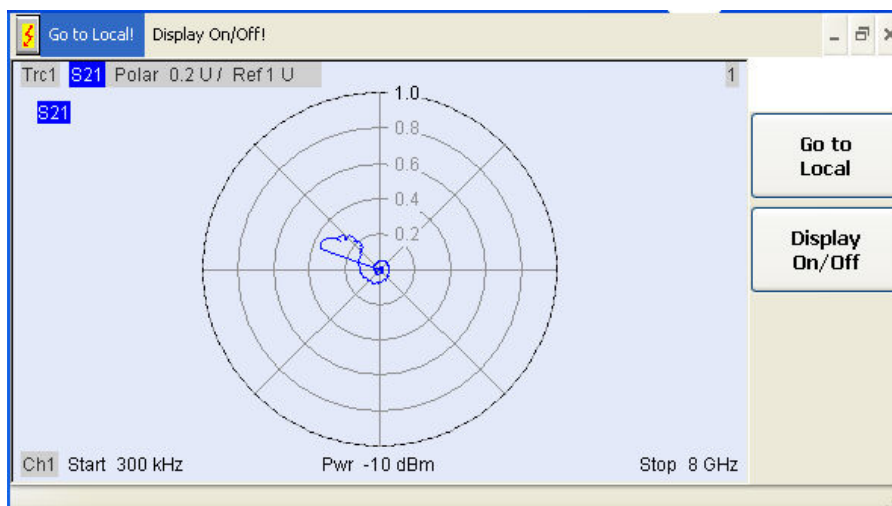 Go to Local! Display On/Off!
Trc1 S21 Polar 0.2 U/ Ref 1 U 1
S21
1.0
0.8
0.6
0.4
0.2
Go to
Local
Display
On/Off
Ch1 Start 300 kHz Pwr -10 dBm Stop 8 GHz